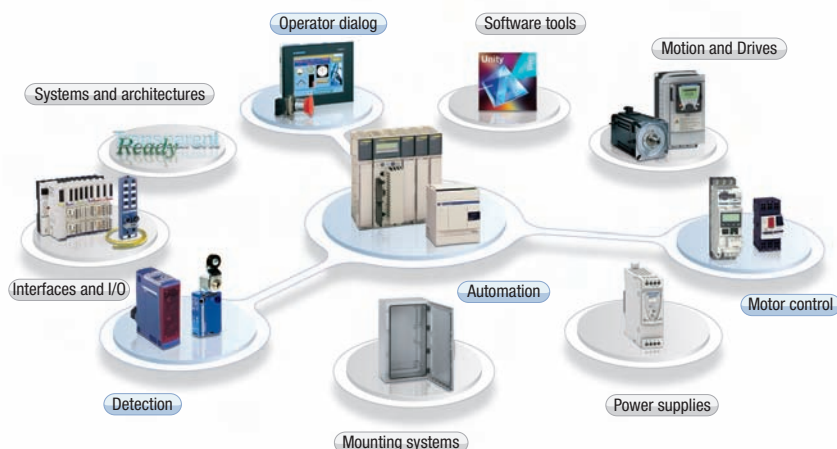 Operator dialog
Software tools
Motion and Drives
Systems and architectures
Unity
Transparent
Ready
Interfaces and I/O
Automation
Motor control
Detection
Power supplies
Mounting systems